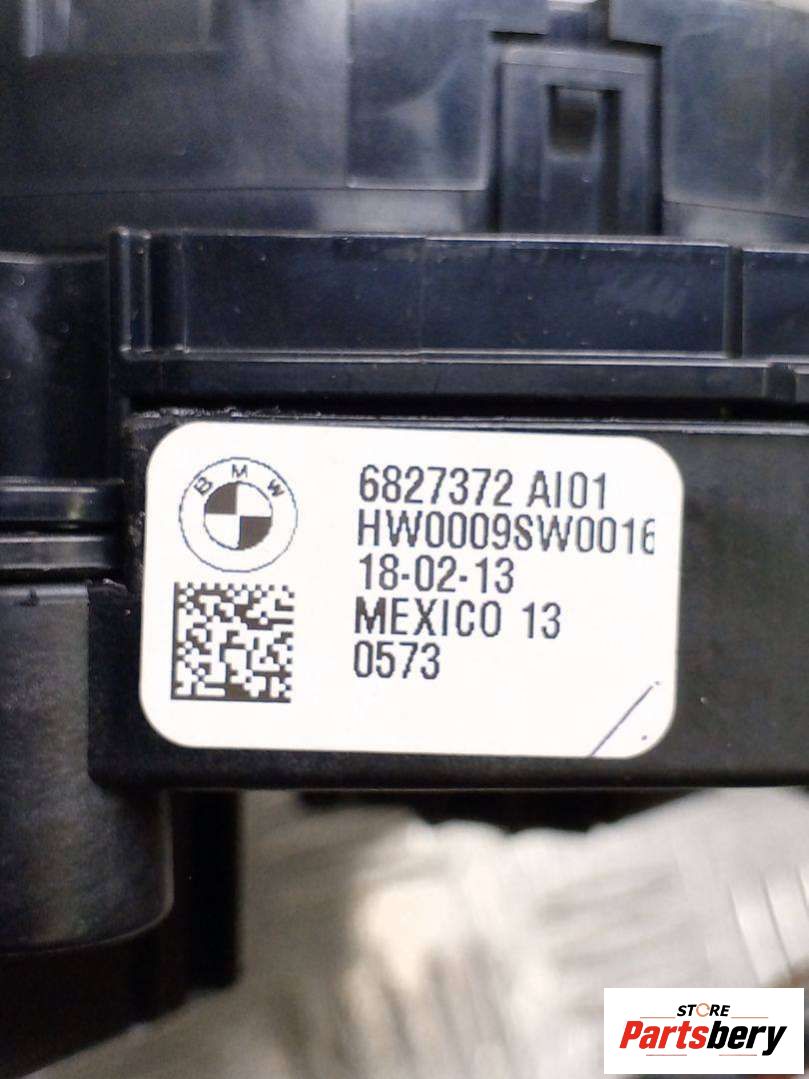 BMW
6827372 AI01
HW0009SW0016
18-02-13
MEXICO 13
0573
STORE
Partsbery